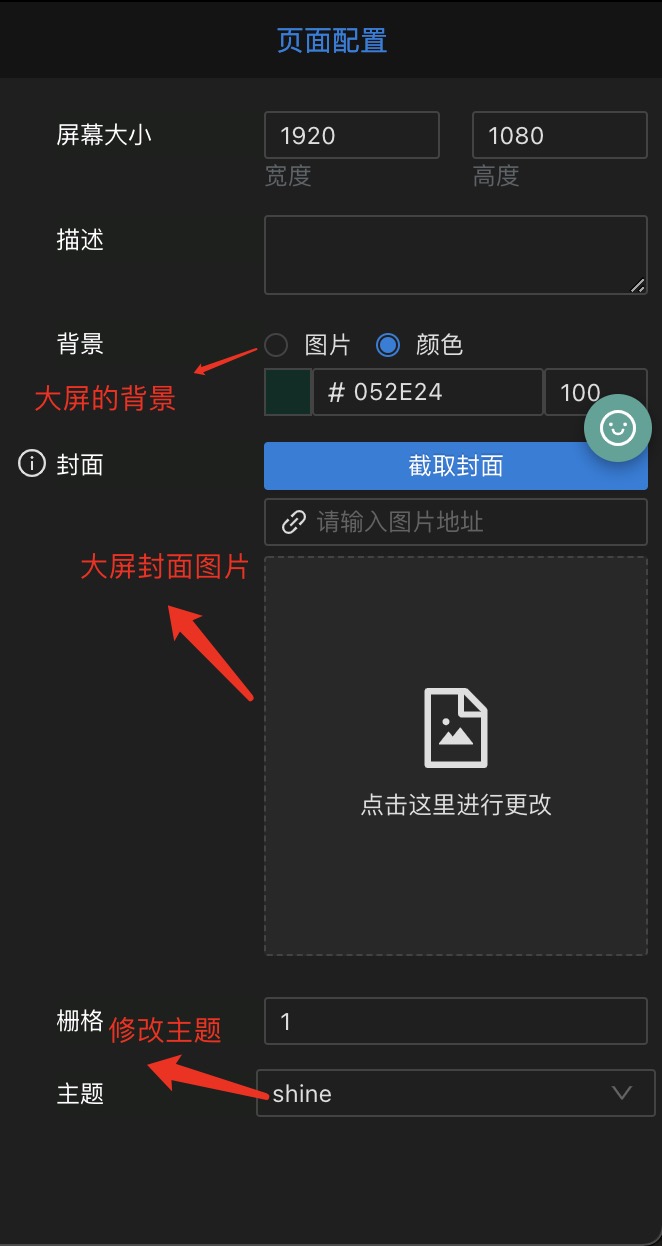 页面配置
屏幕大小 1920 1080
宽度 高度
描述
背景 图片 颜色
大屏的背景 # 052E24 100
封面 截取封面
请输入图片地址
大屏封面图片
点击这里进行更改
栅格 修改主题 1
主题 shine